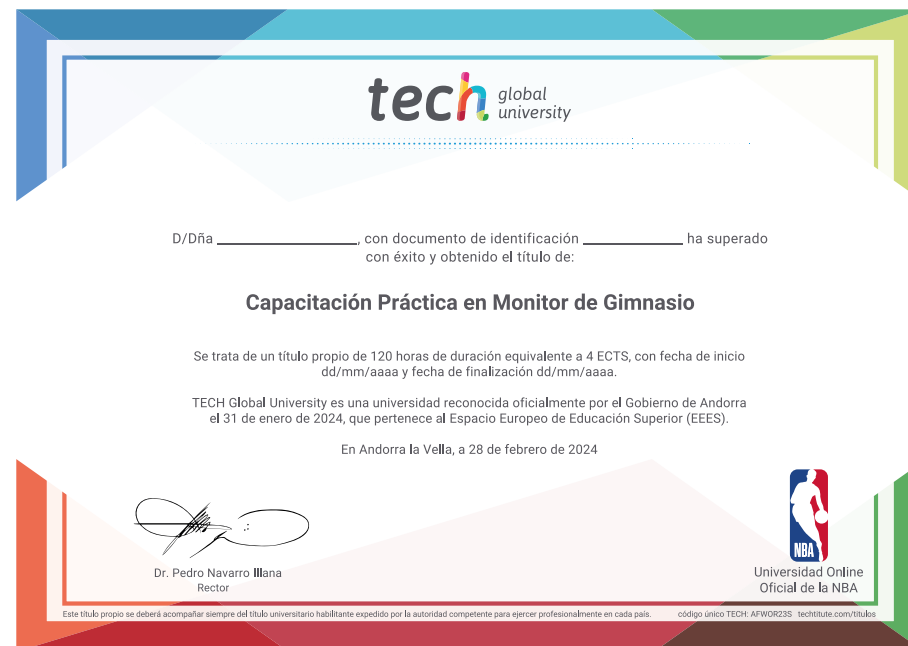 tech global university
D/Dña ____________, con documento de identificación ____________ ha superado
con éxito y obtenido el título de:
Capacitación Práctica en Monitor de Gimnasio
Se trata de un título propio de 120 horas de duración equivalente a 4 ECTS, con fecha de inicio
dd/mm/aaaa y fecha de finalización dd/mm/aaaa.
TECH Global University es una universidad reconocida oficialmente por el Gobierno de Andorra
el 31 de enero de 2024, que pertenece al Espacio Europeo de Educación Superior (EEES).
En Andorra la Vella, a 28 de febrero de 2024
NBA
Dr. Pedro Navarro Illana
Rector
Universidad Online
Oficial de la NBA
Este título propio se deberá acompañar siempre del título universitario habilitante expedido por la autoridad competente para ejercer profesionalmente en cada país.
código único TECH: AFWOR23S techtitute.com/titulos